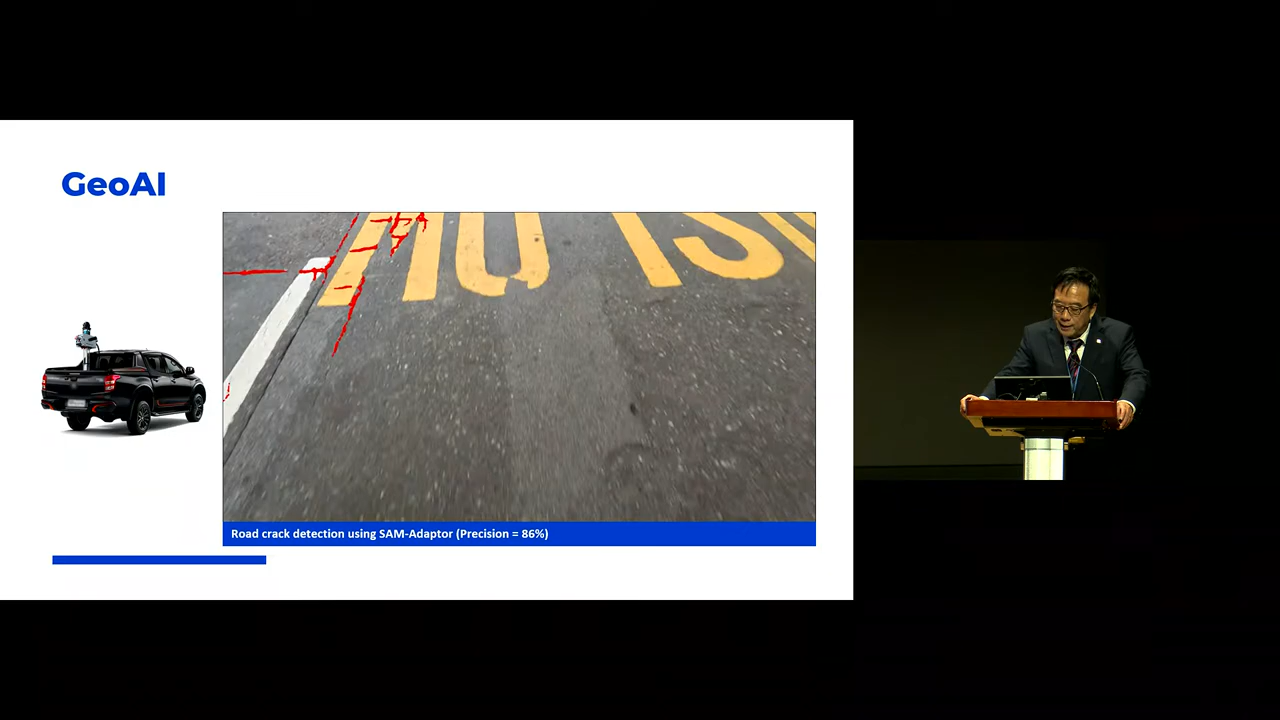 GeoAI
Road crack detection using SAM-Adaptor (Precision = 86%)